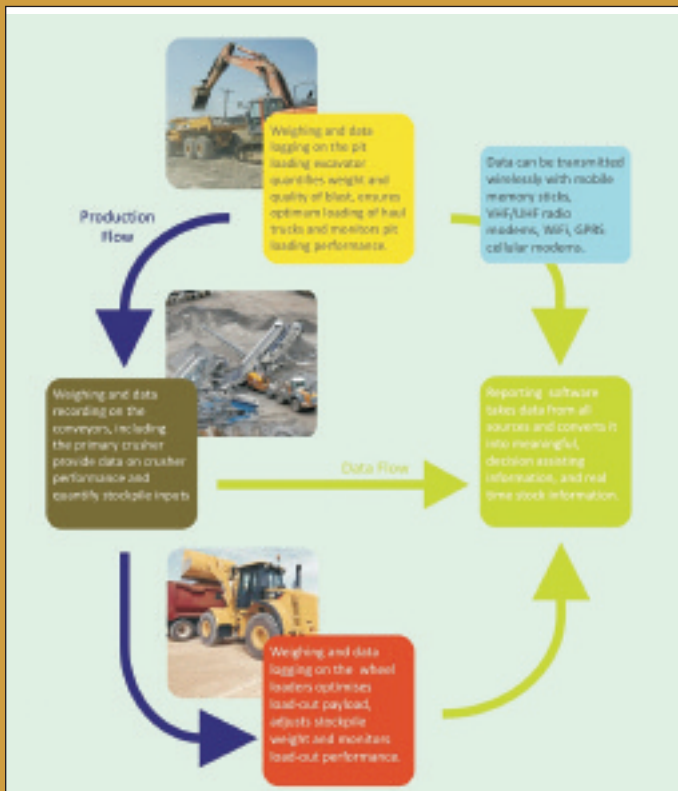 Weighing and data
logging on the pit
loading excavator
quantifies weight and
quality of blast, ensures
optimum loading of haul
trucks and monitors pit
loading performance.
Data can be transmitted
wirelessly with mobile
memory sticks,
VHF/UHF radio
modems, WiFi, GPRS
cellular modems.
Production
Flow
Weighing and data
recording on the
conveyors, including
the primary crusher
provide data on crusher
performance and
quantify stockpile inputs
Data Flow
Reporting software
takes data from all
sources and converts it
into meaningful,
decision assisting
information, and real
time stock information.
Weighing and data
logging on the wheel
loaders optimises
load-out payload,
adjusts stockpile
weight and monitors
load-out performance.